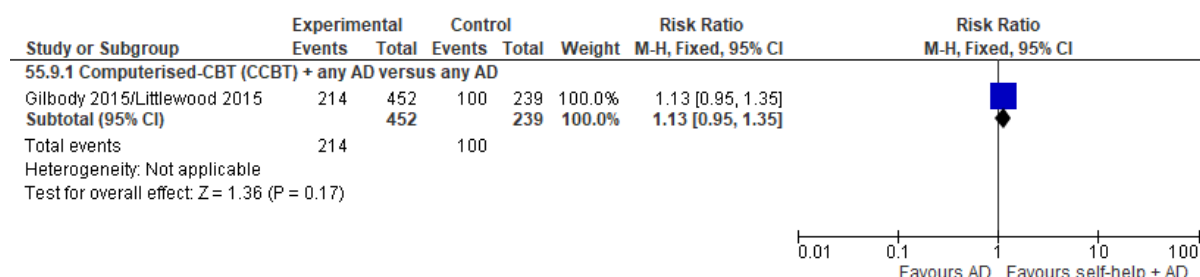 Experimental Control Risk Ratio Risk Ratio
Study or Subgroup Events Total Events Total Weight M-H, Fixed, 95% CI M-H, Fixed, 95% CI
55.9.1 Computerised-CBT (CCBT) + any AD versus any AD
Gilbody 2015/Littlewood 2015 214 452 100 239 100.0% 1.13 [0.95, 1.35]
Subtotal (95% CI) 452 239 100.0% 1.13 [0.95, 1.35]
Total events 214 100
Heterogeneity: Not applicable
Test for overall effect: Z = 1.36 (P = 0.17)
0.01 0.1 1 10 100
Favours AD Favours self-help + AD